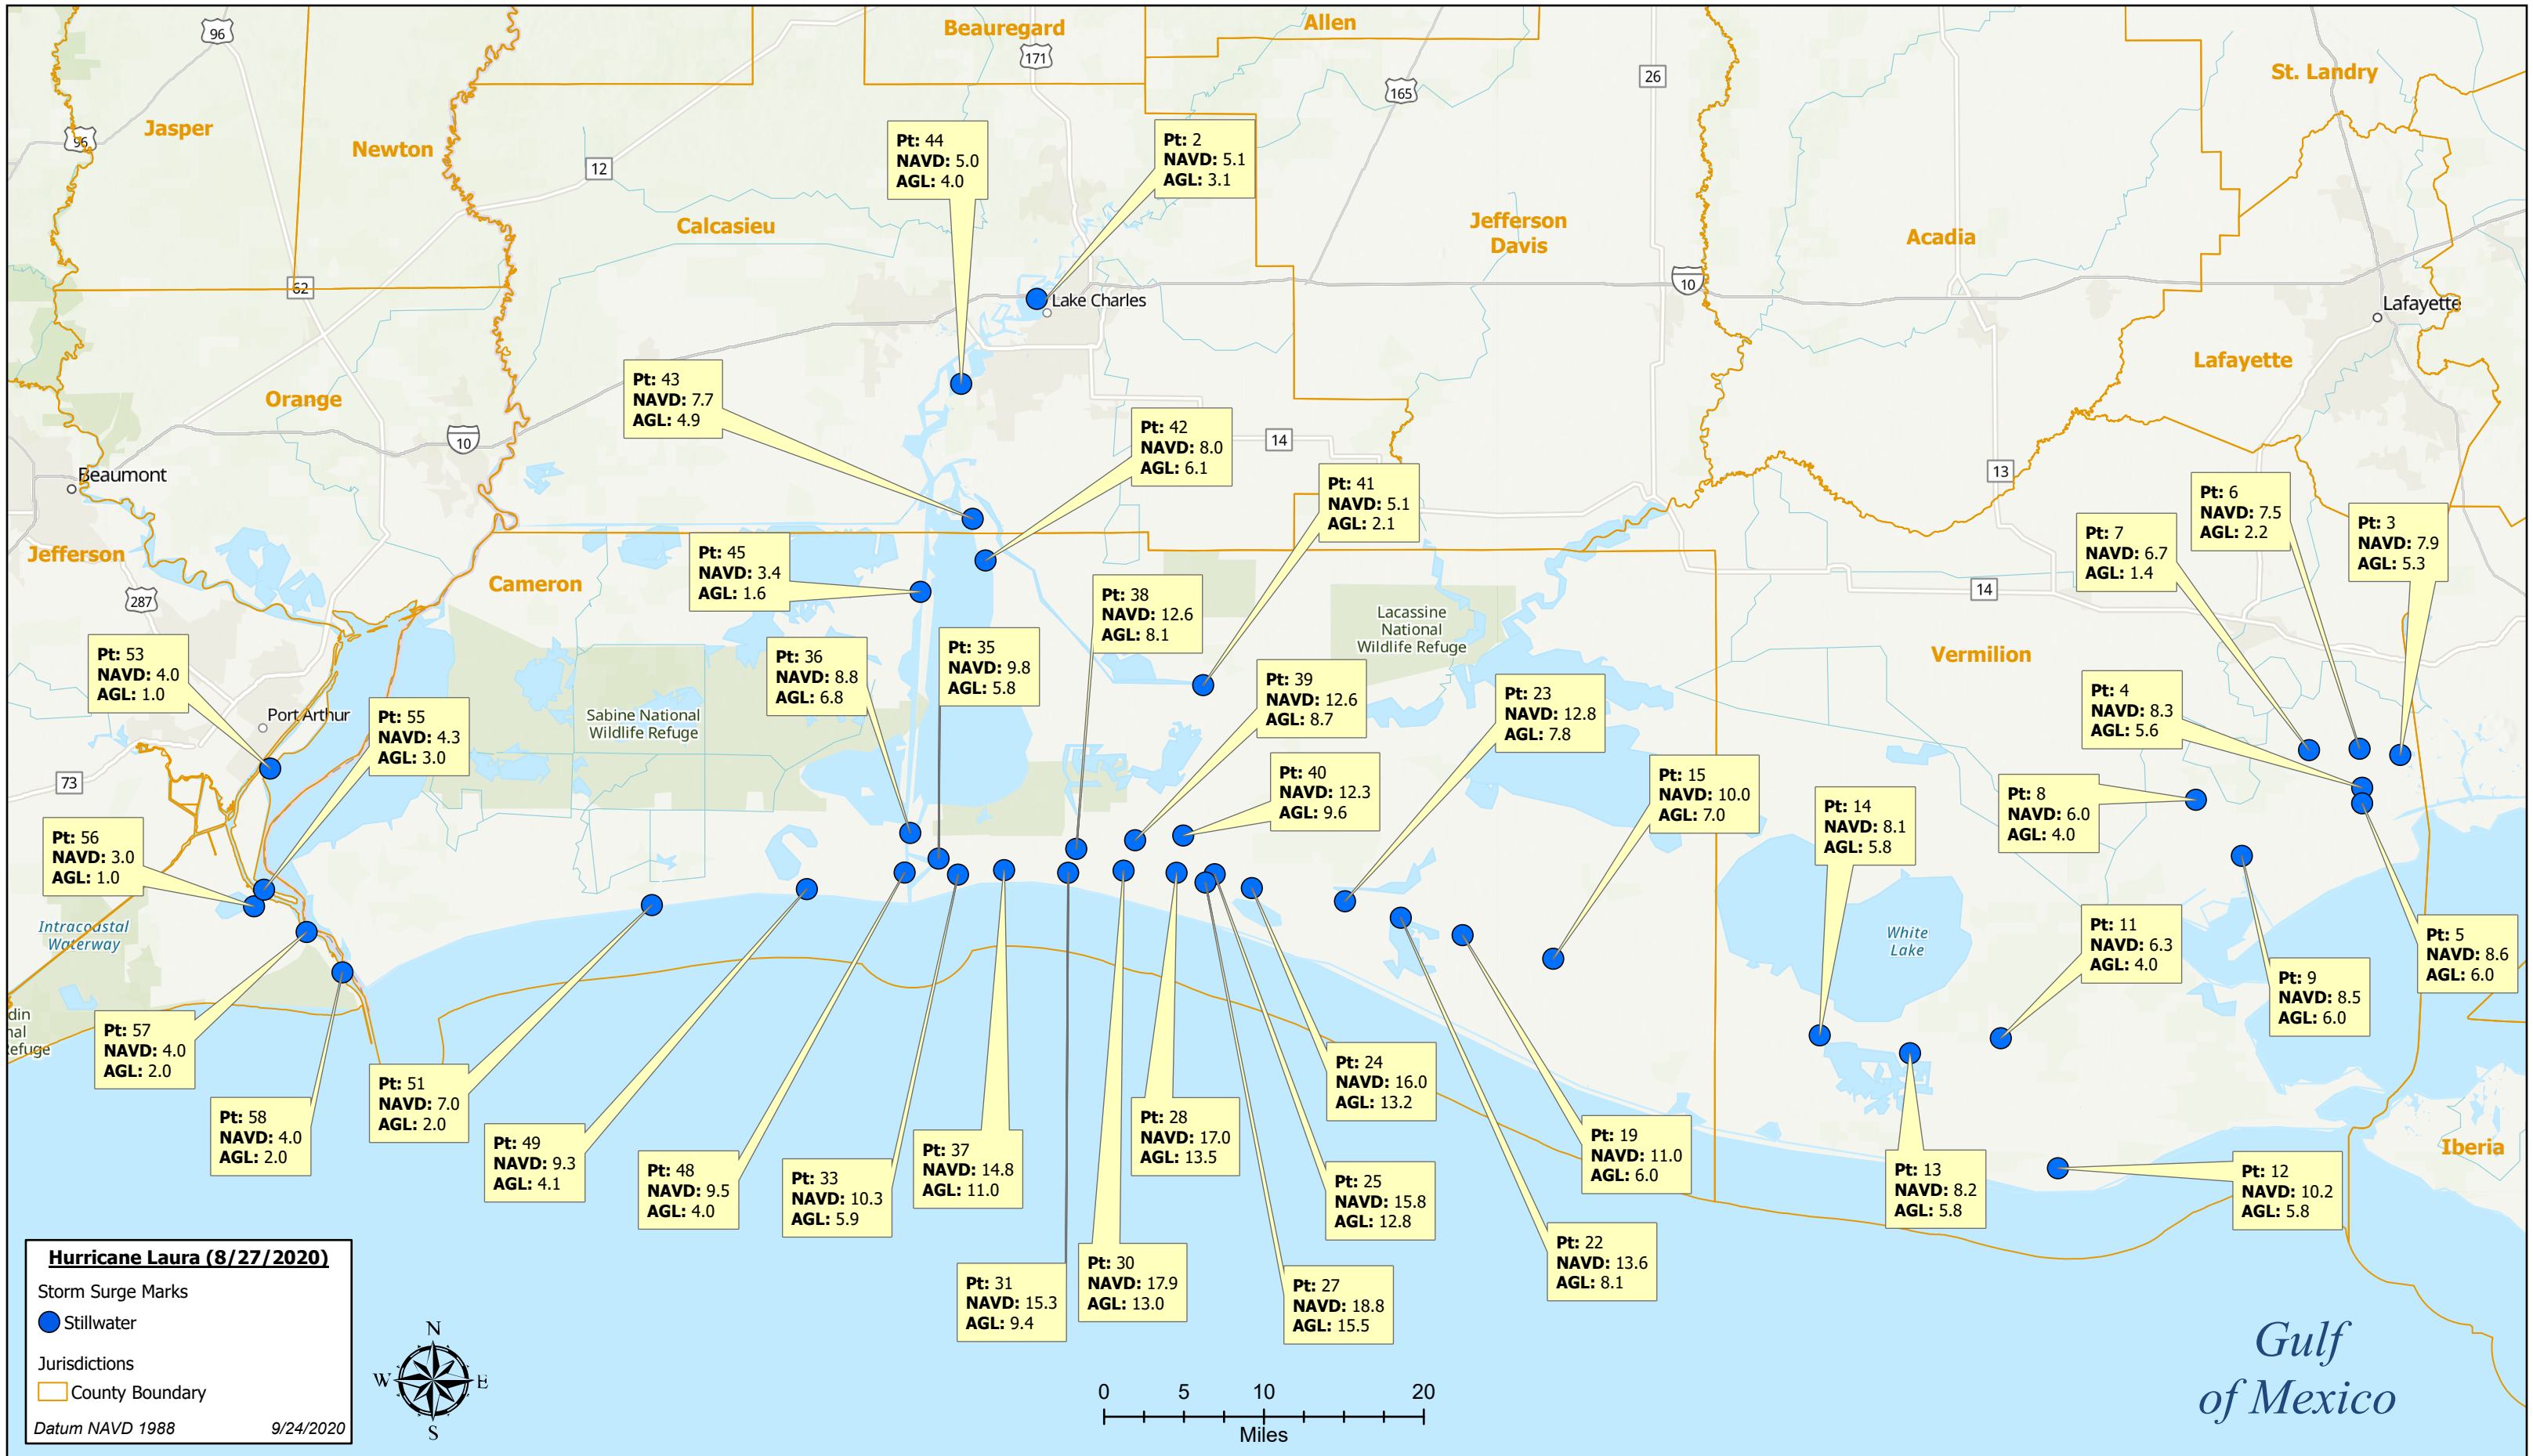 Beauregard
Allen
96
171
St. Landry
26
165
Jasper
96
Newton
Pt: 44
NAVD: 5.0
AGL: 4.0
Pt: 2
NAVD: 5.1
AGL: 3.1
12
Calcasieu
Jefferson
Davis
Acadia
62
Lake Charles
10
Lafayette
Lafayette
Orange
Pt: 43
NAVD: 7.7
AGL: 4.9
Pt: 42
NAVD: 8.0
AGL: 6.1
14
10
13
Beaumont
Pt: 41
NAVD: 5.1
AGL: 2.1
Pt: 6
NAVD: 7.5
AGL: 2.2
Pt: 3
NAVD: 7.9
AGL: 5.3
Pt: 7
NAVD: 6.7
AGL: 1.4
Jefferson
Pt: 45
NAVD: 3.4
AGL: 1.6
Cameron
287
Pt: 38
NAVD: 12.6
AGL: 8.1
14
Lacassine
National
Wildlife Refuge
Vermilion
Pt: 53
NAVD: 4.0
AGL: 1.0
Pt: 36
NAVD: 8.8
AGL: 6.8
Pt: 35
NAVD: 9.8
AGL: 5.8
Pt: 39
NAVD: 12.6
AGL: 8.7
Pt: 23
NAVD: 12.8
AGL: 7.8
Pt: 4
NAVD: 8.3
AGL: 5.6
Port Arthur
Pt: 55
NAVD: 4.3
AGL: 3.0
Sabine National
Wildlife Refuge
73
Pt: 40
NAVD: 12.3
AGL: 9.6
Pt: 15
NAVD: 10.0
AGL: 7.0
Pt: 14
NAVD: 8.1
AGL: 5.8
Pt: 8
NAVD: 6.0
AGL: 4.0
Pt: 56
NAVD: 3.0
AGL: 1.0
Intracoastal
Waterway
White
Lake
Pt: 11
NAVD: 6.3
AGL: 4.0
Pt: 5
NAVD: 8.6
AGL: 6.0
Pt: 9
NAVD: 8.5
AGL: 6.0
din
nal
efuge
Pt: 57
NAVD: 4.0
AGL: 2.0
Pt: 58
NAVD: 4.0
AGL: 2.0
Pt: 51
NAVD: 7.0
AGL: 2.0
Pt: 49
NAVD: 9.3
AGL: 4.1
Pt: 48
NAVD: 9.5
AGL: 4.0
Pt: 33
NAVD: 10.3
AGL: 5.9
Pt: 37
NAVD: 14.8
AGL: 11.0
Pt: 28
NAVD: 17.0
AGL: 13.5
Pt: 24
NAVD: 16.0
AGL: 13.2
Pt: 25
NAVD: 15.8
AGL: 12.8
Pt: 19
NAVD: 11.0
AGL: 6.0
Pt: 13
NAVD: 8.2
AGL: 5.8
Pt: 12
NAVD: 10.2
AGL: 5.8
Iberia
Pt: 22
NAVD: 13.6
AGL: 8.1
Pt: 31
NAVD: 15.3
AGL: 9.4
Pt: 30
NAVD: 17.9
AGL: 13.0
Pt: 27
NAVD: 18.8
AGL: 15.5
Hurricane Laura (8/27/2020)
Storm Surge Marks
Stillwater
Jurisdictions
County Boundary
Datum NAVD 1988 9/24/2020
N
W E
S
0 5 10 20
Miles
Gulf
of Mexico